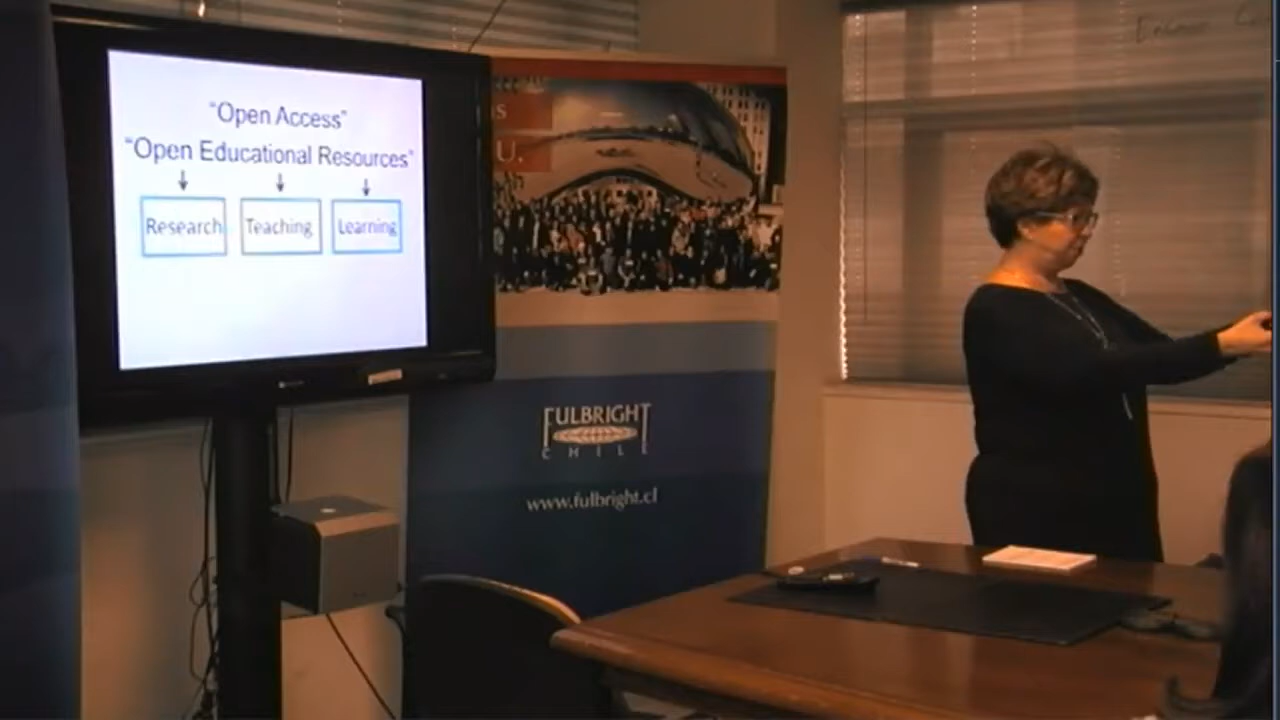 “Open Access”
“Open Educational Resources”
Research Teaching Learning
U.
FULBRIGHT
CHILE
www.fulbright.cl